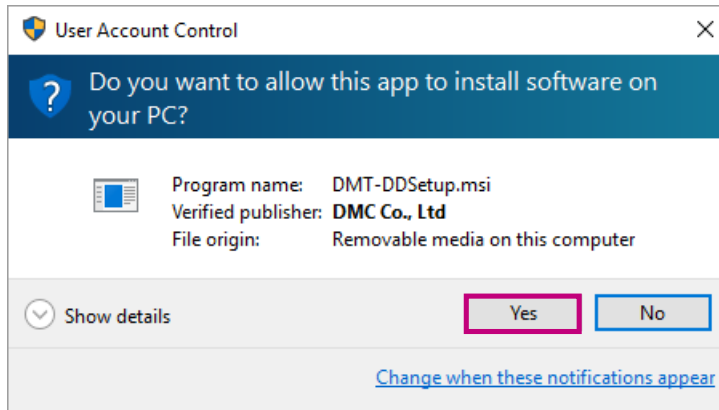 User Account Control
Do you want to allow this app to install software on
your PC?
Program name: DMT-DDSetup.msi
Verified publisher: DMC Co., Ltd
File origin: Removable media on this computer
Show details
Yes
No
Change when these notifications appear